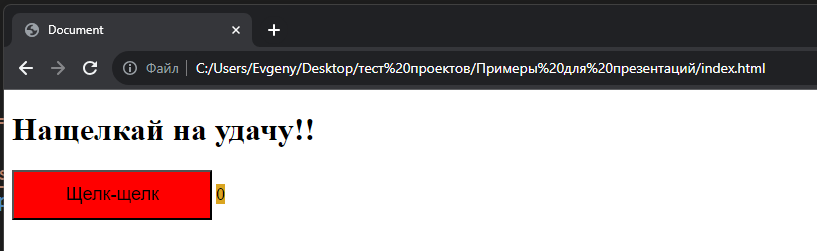 Document
Файл C:/Users/Evgeny/Desktop/тест%20проектов/Примеры%20для%20презентаций/index.html
Нащелкай на удачу!!
Щелк-щелк 0